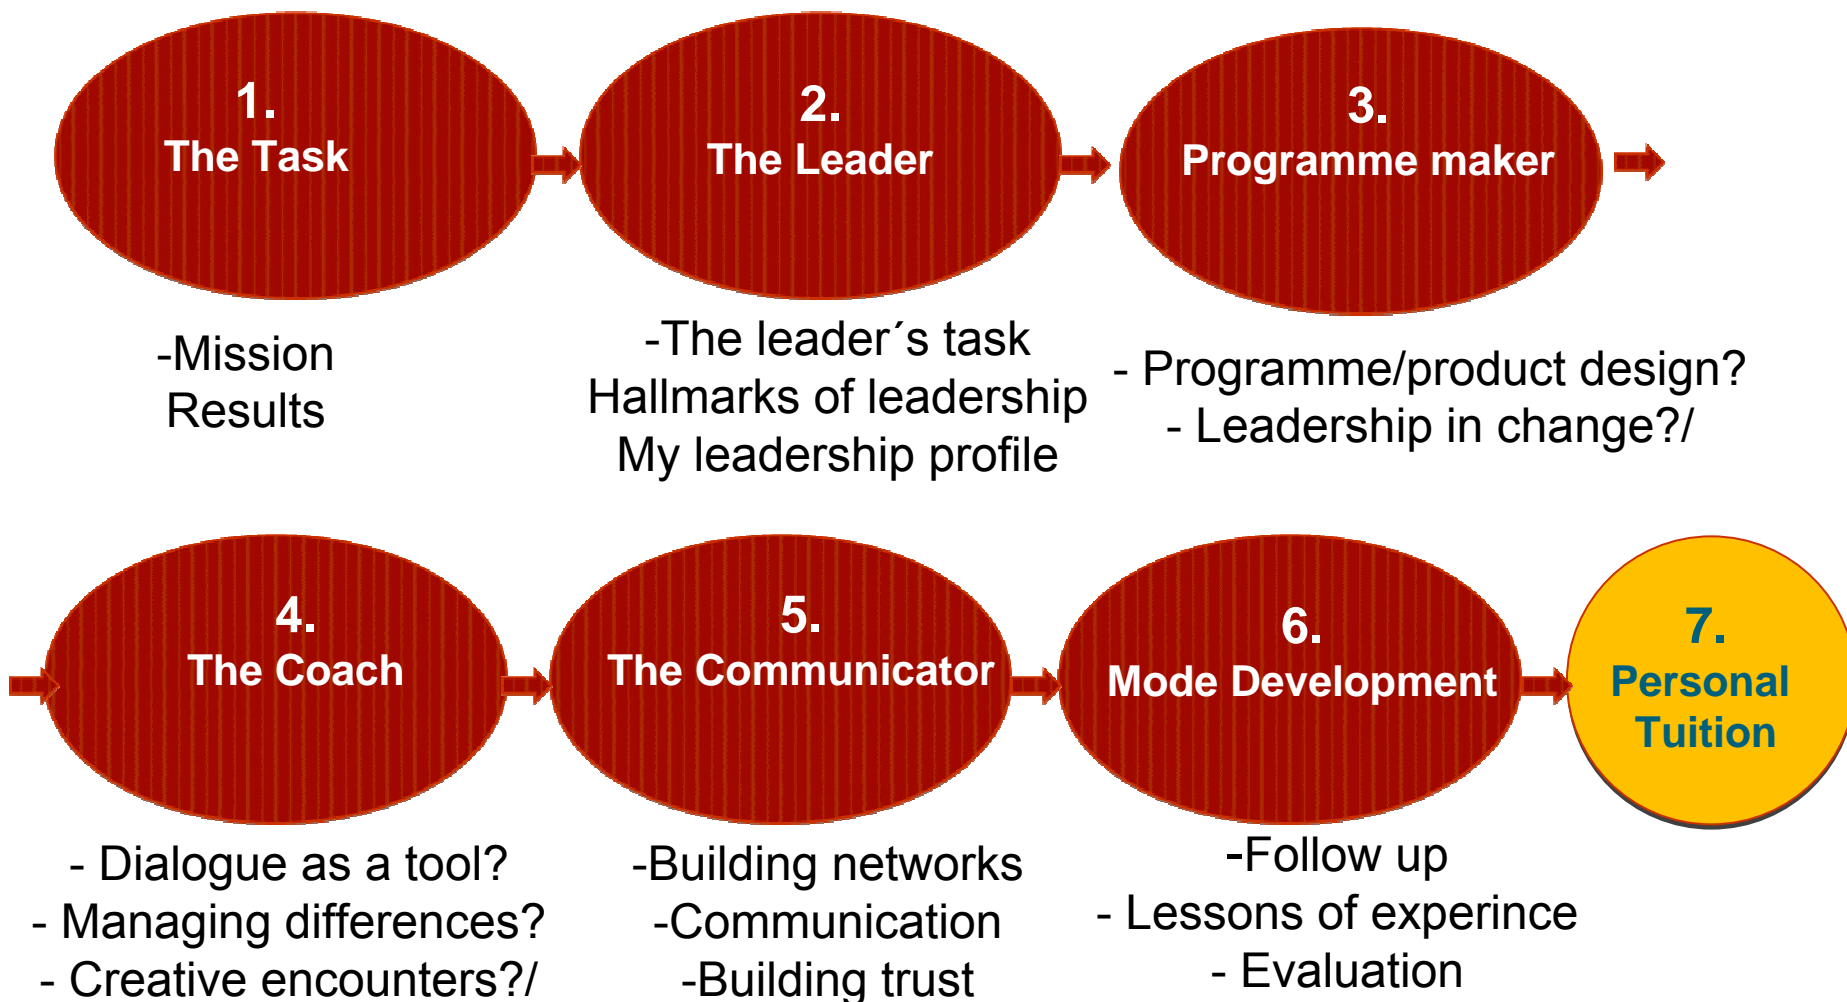 1.
The Task
2.
The Leader
3.
Programme maker
-Mission
Results
-The leader´s task
Hallmarks of leadership
My leadership profile
- Programme/product design?
- Leadership in change?/
4.
The Coach
5.
The Communicator
6.
Mode Development
7.
Personal
Tuition
- Dialogue as a tool?
- Managing differences?
- Creative encounters?/
-Building networks
-Communication
-Building trust
-Follow up
- Lessons of experince
- Evaluation